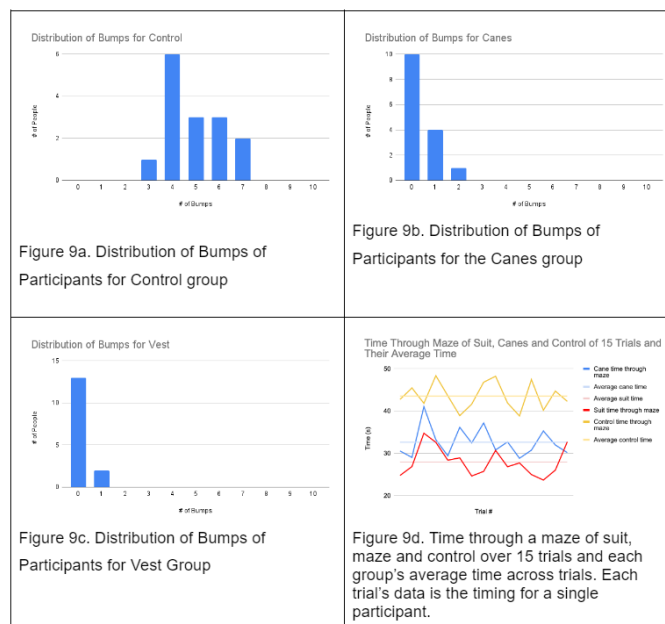 Distribution of Bumps for Control
# of People
6
4
2
0
0 1 2 3 4 5 6 7 8 9 10
# of Bumps
Figure 9a. Distribution of Bumps of
Participants for Control group
Distribution of Bumps for Canes
# of People
10
8
6
4
2
0
0 1 2 3 4 5 6 7 8 9 10
# of Bumps
Figure 9b. Distribution of Bumps of
Participants for the Canes group
Distribution of Bumps for Vest
# of People
15
10
5
0
0 1 2 3 4 5 6 7 8 9 10
# of Bumps
Figure 9c. Distribution of Bumps of
Participants for Vest Group
Time Through Maze of Suit, Canes and Control of 15 Trials and
Their Average Time
Time (s)
50
40
30
20
Trial #
Cane time through
maze
Average cane time
Average suit time
Suit time through maze
Control time through
maze
Average control time
Figure 9d. Time through a maze of suit,
maze and control over 15 trials and each
group's average time across trials. Each
trial's data is the timing for a single
participant.